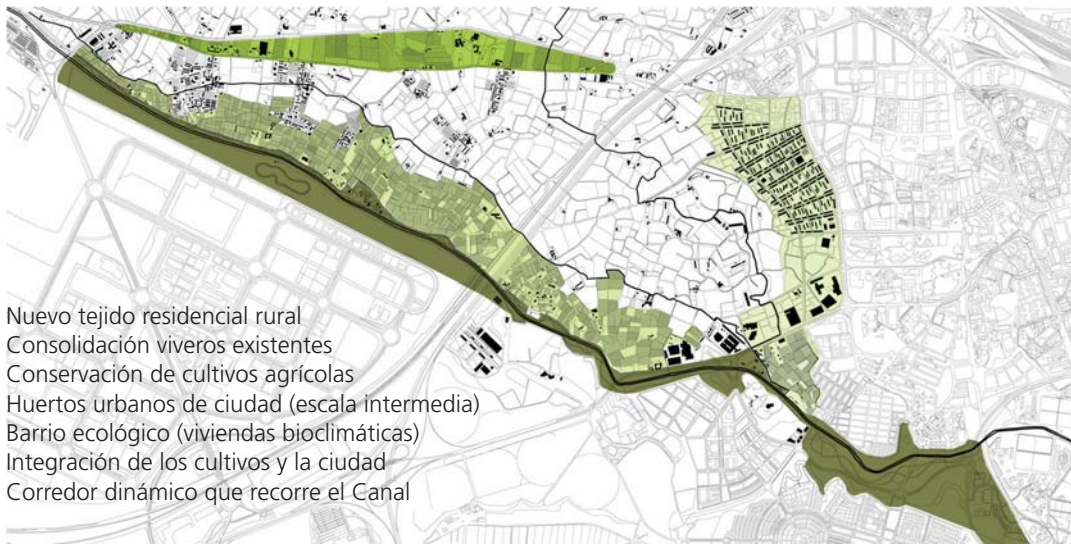 Nuevo tejido residencial rural
Consolidación viveros existentes
Conservación de cultivos agrícolas
Huertos urbanos de ciudad (escala intermedia)
Barrio ecológico (viviendas bioclimáticas)
Integración de los cultivos y la ciudad
Corredor dinámico que recorre el Canal